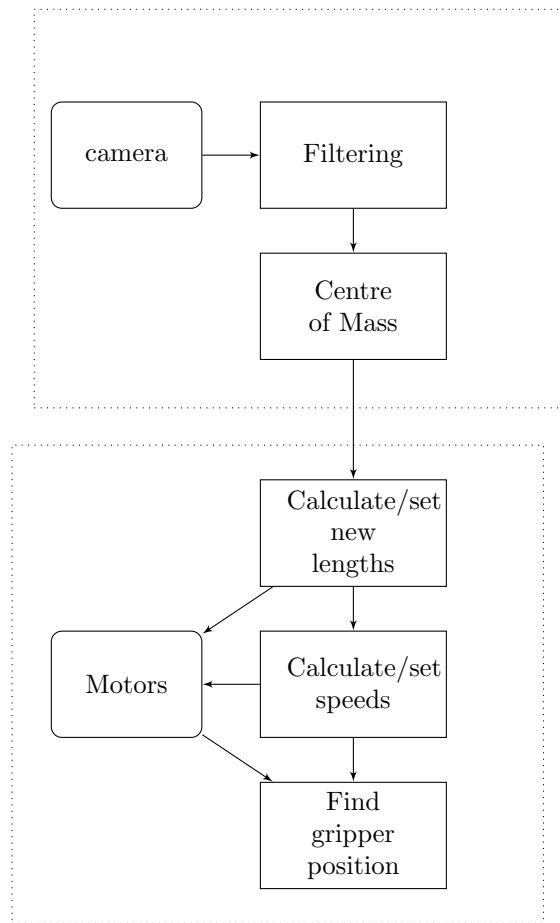 camera
Filtering
Centre
of Mass
Calculate/set
new
lengths
Motors
Calculate/set
speeds
Find
gripper
position